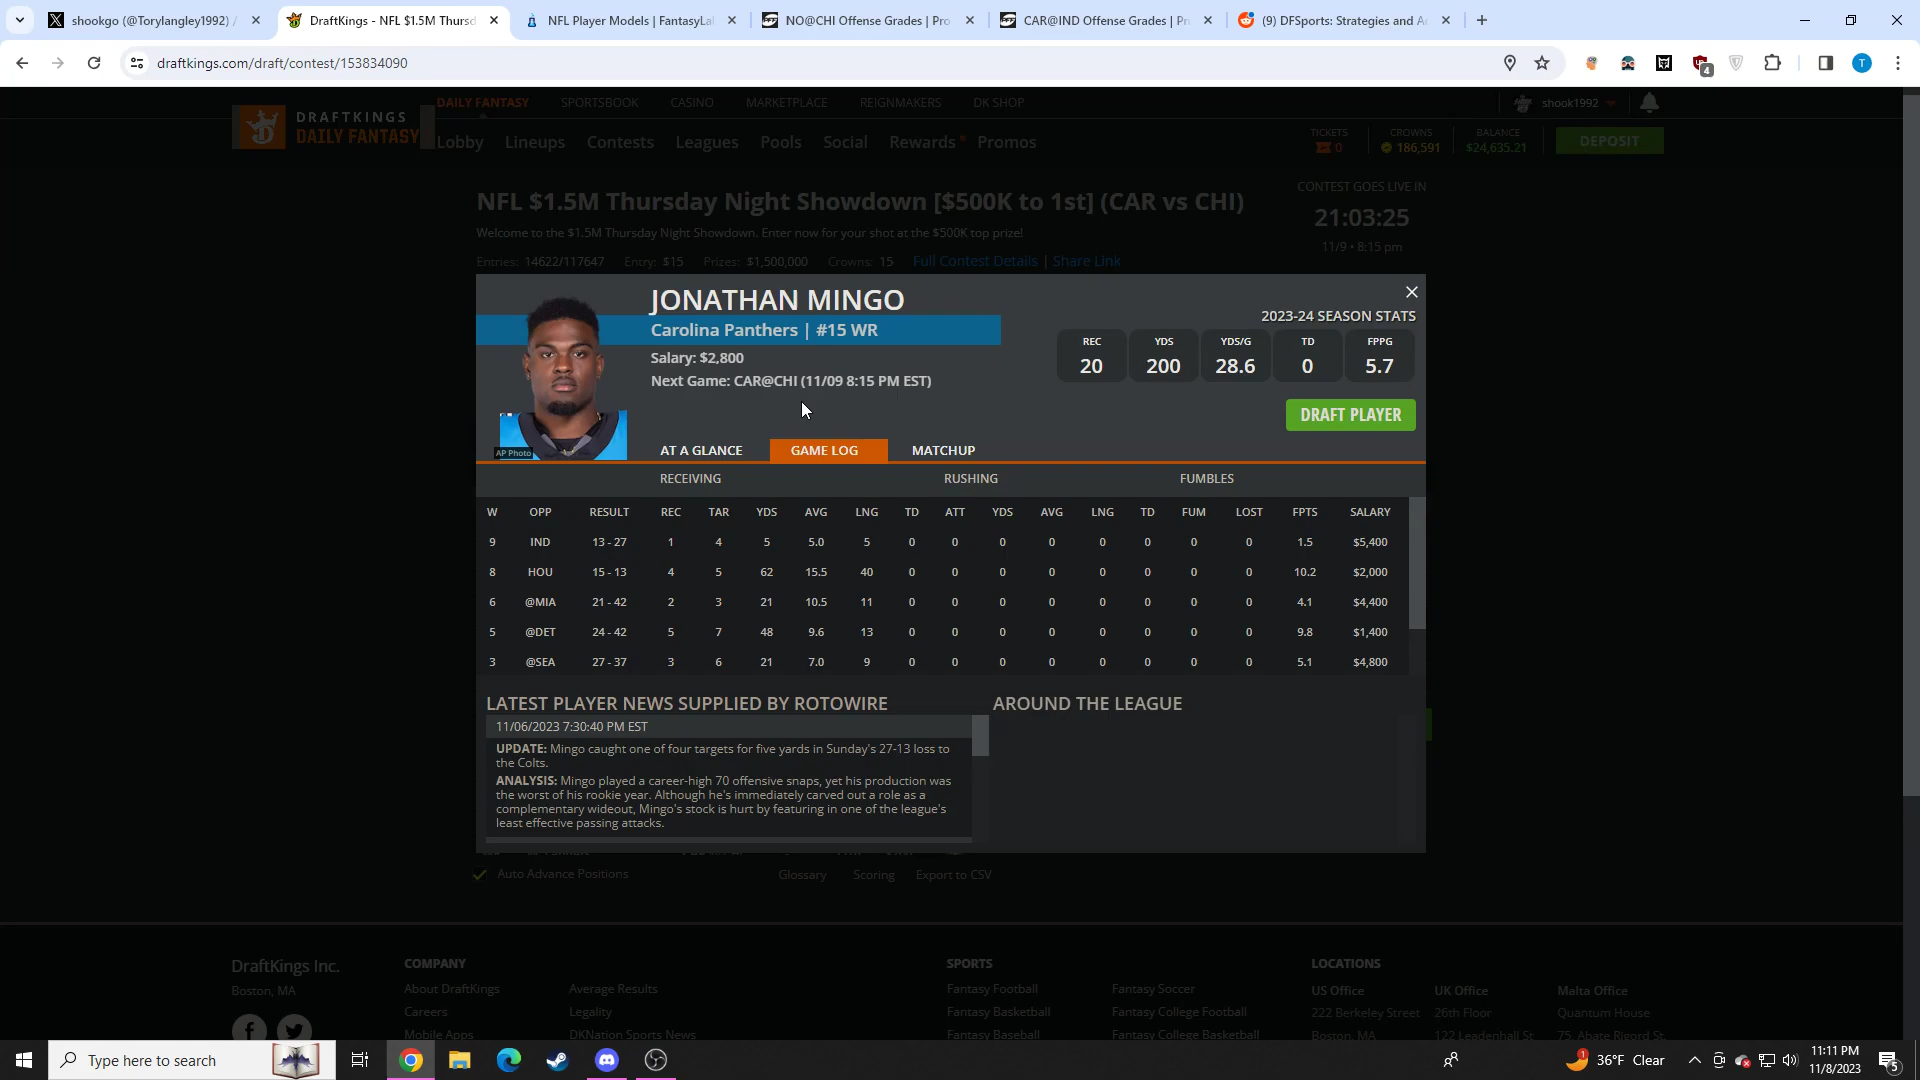 shookgo (@Torylangley1992) /
DraftKings - NFL $1.5M Thursd
NFL Player Models | FantasyLa
NO@CHI Offense Grades | Pro
CAR@IND Offense Grades | Pr
(9) DFSports: Strategies and A
draftkings.com/draft/contest/153834090
4
T
DAILY FANTASY
SPORTSBOOK
CASINO
MARKETPLACE
REIGNMAKERS
DK SHOP
shook1992
DRAFTKINGS
DAILY FANTASY
Lobby
Lineups
Contests
Leagues
Pools
Social
Rewards
Promos
TICKETS
0
CROWNS
186,591
BALANCE
$24,635.21
DEPOSIT
NFL $1.5M Thursday Night Showdown [$500K to 1st] (CAR vs CHI)
Welcome to the $1.5M Thursday Night Showdown. Enter now for your shot at the $500K top prize!
Entries: 14622/117647 Entry: $15 Prizes: $1,500,000 Crowns: 15 Full Contest Details | Share Link
CONTEST GOES LIVE IN
21:03:25
11/9 • 8:15 pm
JONATHAN MINGO
Carolina Panthers | #15 WR
Salary: $2,800
Next Game: CAR@CHI (11/09 8:15 PM EST)
AP Photo
2023-24 SEASON STATS
REC YDS YDS/G TD FPPG
20 200 28.6 0 5.7
DRAFT PLAYER
AT A GLANCE GAME LOG MATCHUP
RECEIVING RUSHING FUMBLES
W OPP RESULT REC TAR YDS AVG LNG TD ATT YDS AVG LNG TD FUM LOST FPTS SALARY
9 IND 13 - 27 1 4 5 5.0 5 0 0 0 0 0 0 0 0 1.5 $5,400
8 HOU 15 - 13 4 5 62 15.5 40 0 0 0 0 0 0 0 0 10.2 $2,000
6 @MIA 21 - 42 2 3 21 10.5 11 0 0 0 0 0 0 0 0 4.1 $4,400
5 @DET 24 - 42 5 7 48 9.6 13 0 0 0 0 0 0 0 0 9.8 $1,400
3 @SEA 27 - 37 3 6 21 7.0 9 0 0 0 0 0 0 0 0 5.1 $4,800
LATEST PLAYER NEWS SUPPLIED BY ROTOWIRE
11/06/2023 7:30:40 PM EST
UPDATE: Mingo caught one of four targets for five yards in Sunday's 27-13 loss to
the Colts.
ANALYSIS: Mingo played a career-high 70 offensive snaps, yet his production was
the worst of his rookie year. Although he's immediately carved out a role as a
complementary wideout, Mingo's stock is hurt by featuring in one of the league's
least effective passing attacks.
AROUND THE LEAGUE
Auto Advance Positions
Glossary
Scoring
Export to CSV
DraftKings Inc.
Boston, MA
COMPANY
About DraftKings
Careers
Mobile Apps
Average Results
Legality
DKNation Sports News
SPORTS
Fantasy Football
Fantasy Basketball
Fantasy Baseball
Fantasy Soccer
Fantasy College Football
Fantasy College Basketball
LOCATIONS
US Office
222 Berkeley Street
Boston, MA
UK Office
26th Floor
122 Leadenhall St
Malta Office
Quantum House
75, Abate Rigord St
Type here to search
1
36°F Clear
11:11 PM
11/8/2023
5